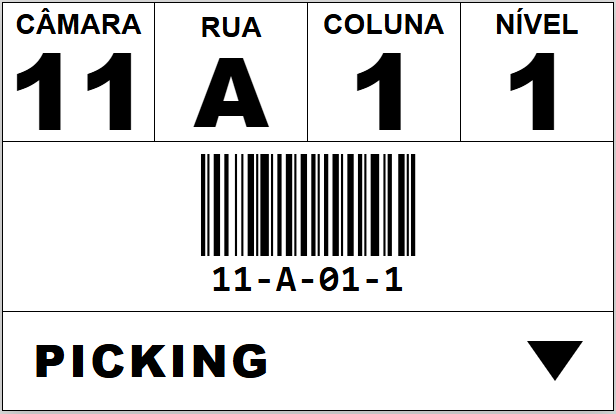 CÂMARA RUA COLUNA NÍVEL
11 A 1 1
11-A-01-1
PICKING